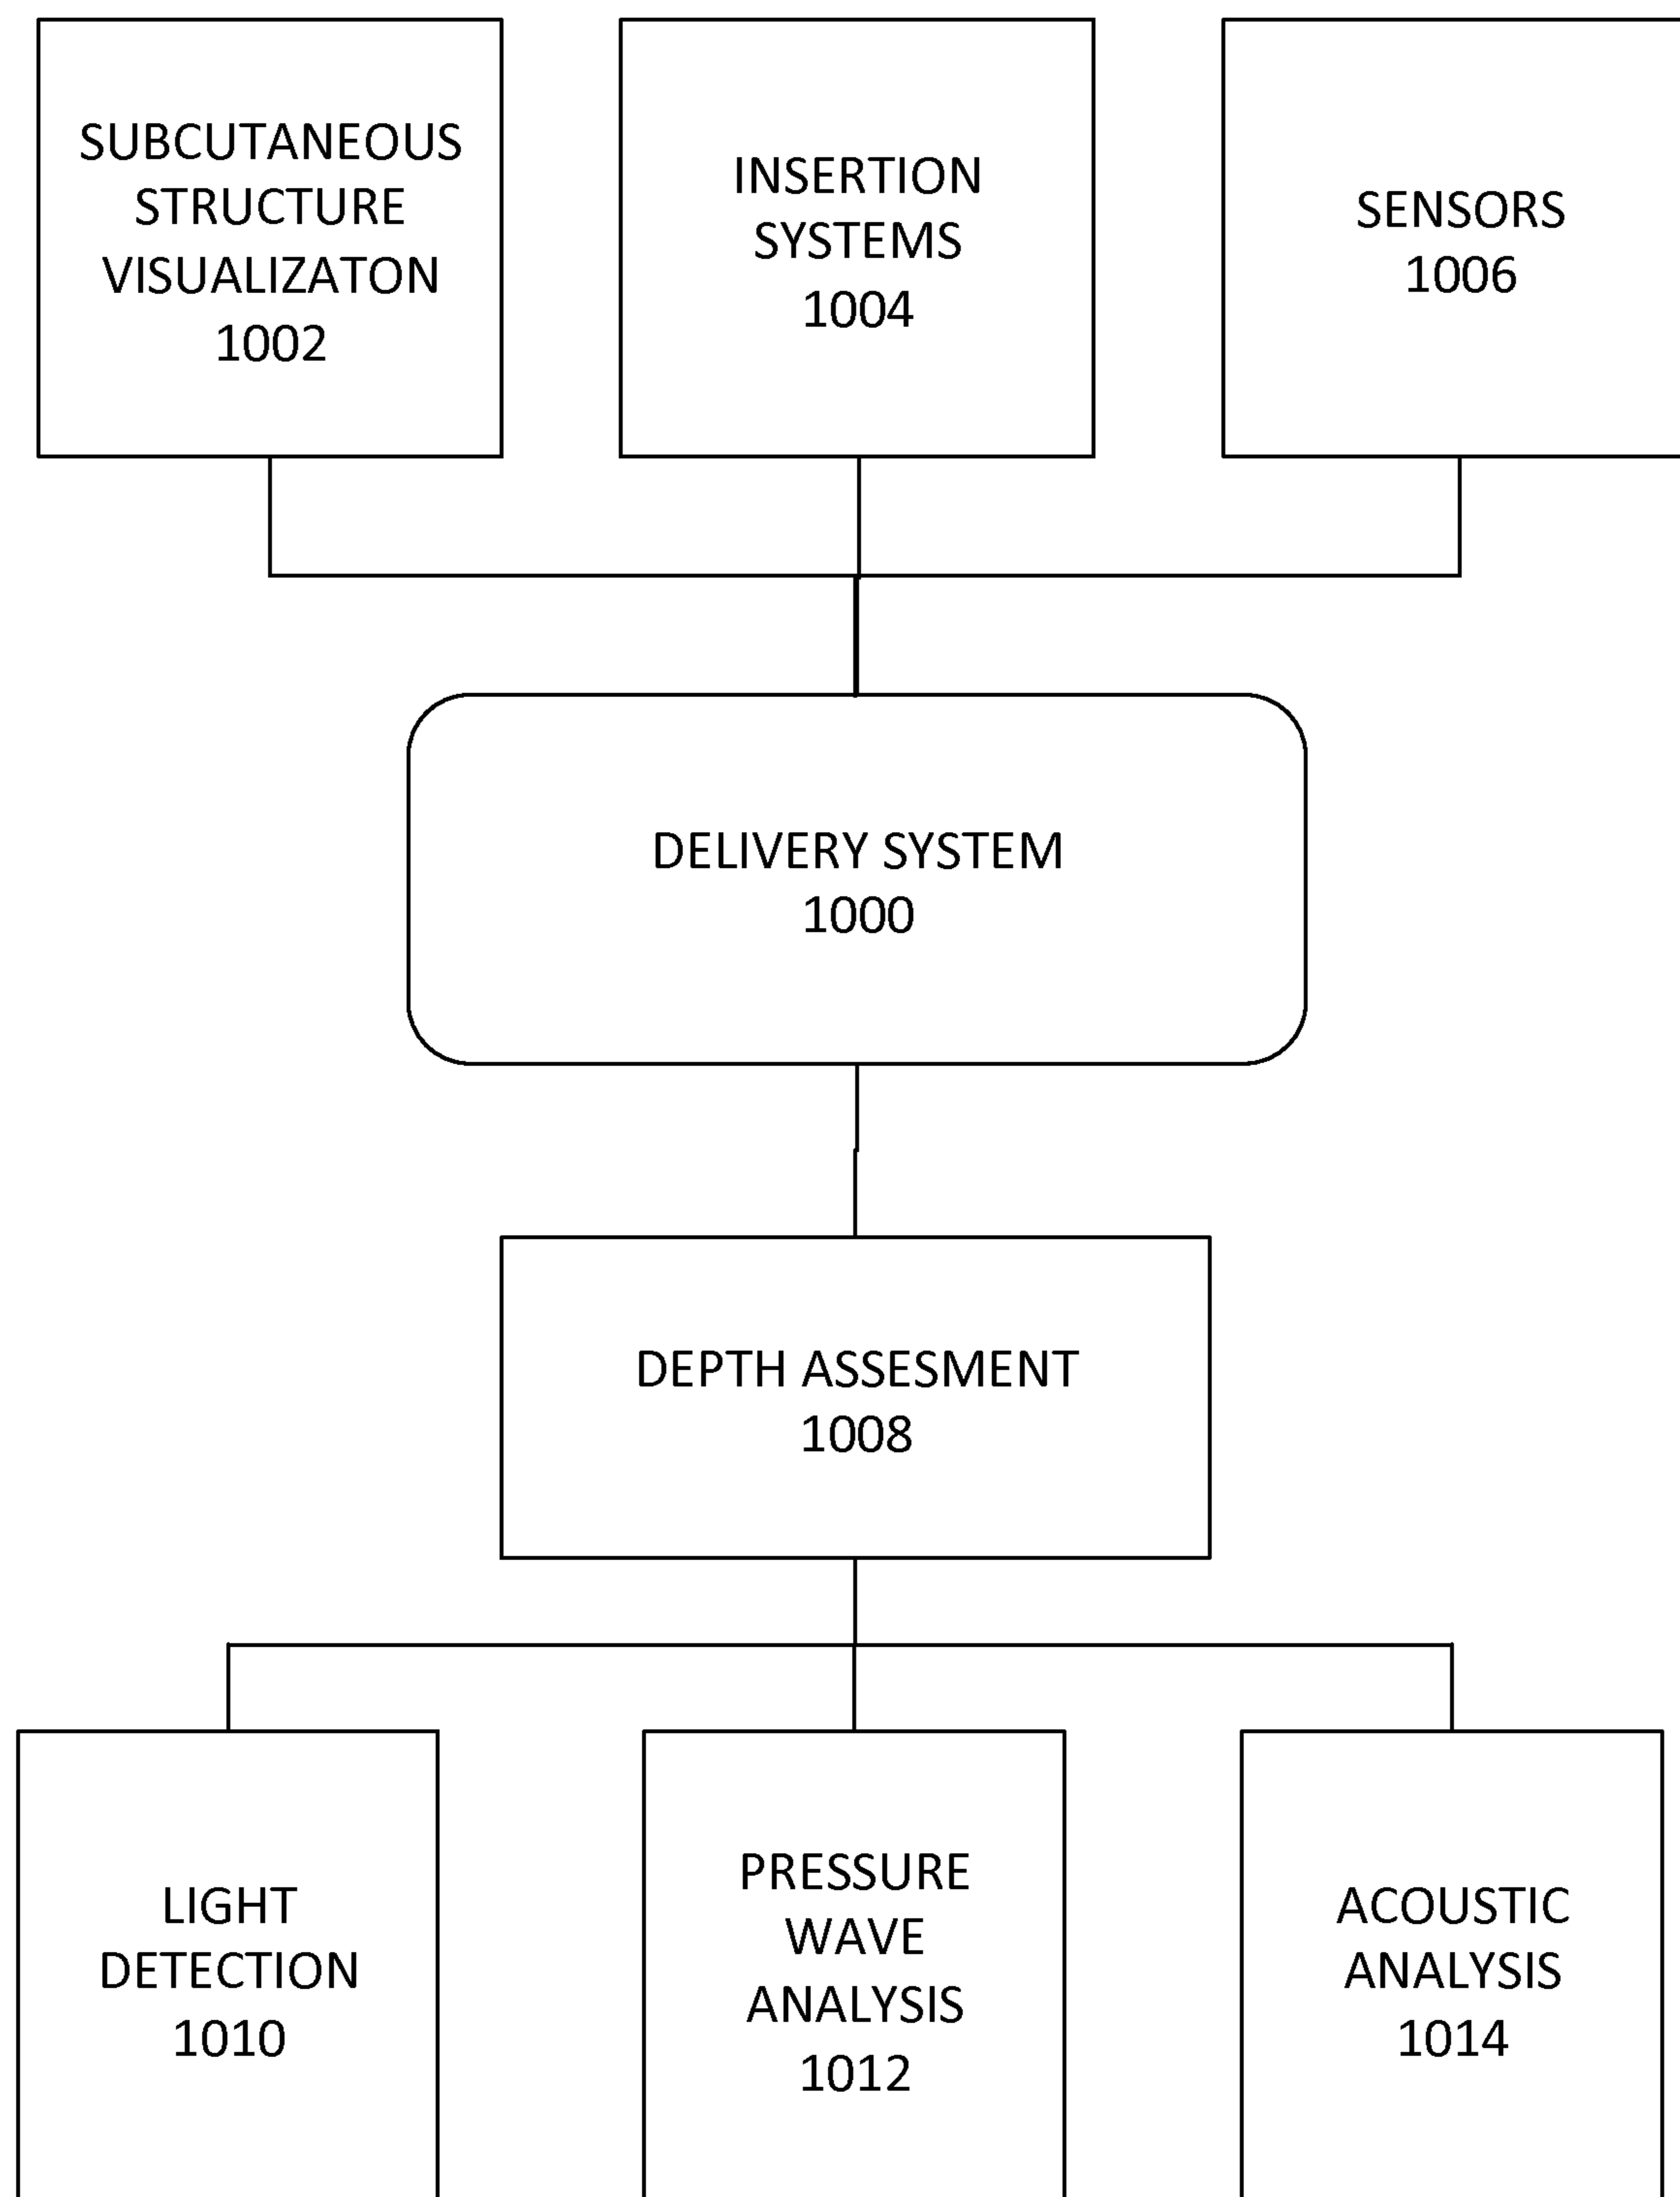 SUBCUTANEOUS
STRUCTURE
VISUALIZATON
1002
INSERTION
SYSTEMS
1004
SENSORS
1006
DELIVERY SYSTEM
1000
DEPTH ASSESMENT
1008
LIGHT
DETECTION
1010
PRESSURE
WAVE
ANALYSIS
1012
ACOUSTIC
ANALYSIS
1014